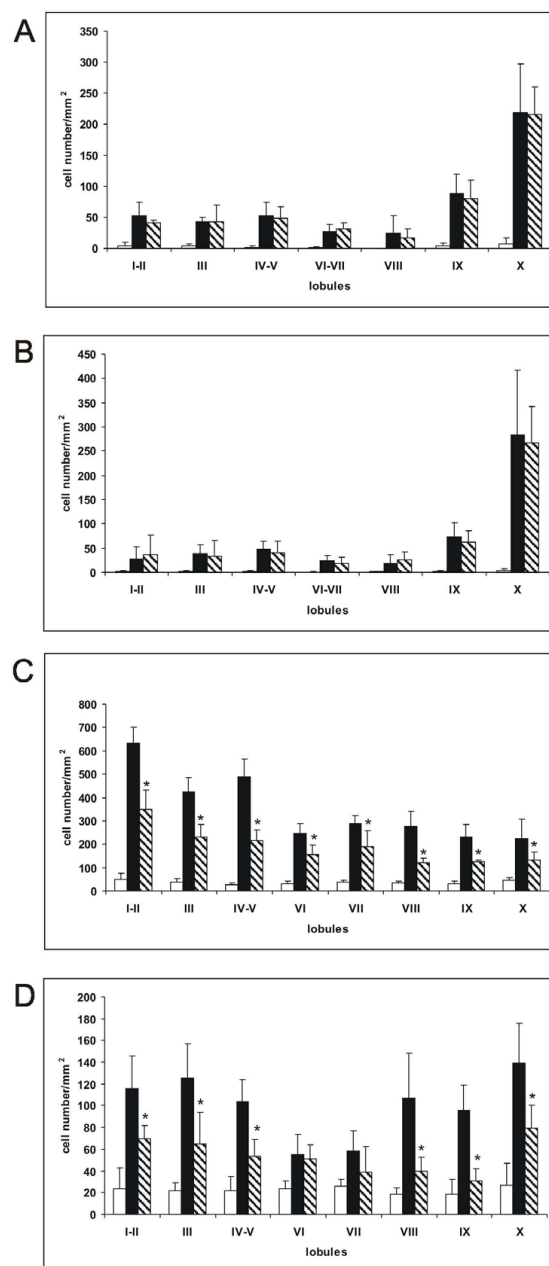 A
cell number/mm2
350
300
250
200
150
100
50
0
I-II III IV-V VI-VII VIII IX X
lobules
B
cell number/mm2
450
400
350
300
250
200
150
100
50
0
I-II III IV-V VI-VII VIII IX X
lobules
C
cell number/mm2
800
700
600
500
400
300
200
100
0
* * * * * * * *
I-II III IV-V VI VII VIII IX X
lobules
D
cell number/mm2
200
180
160
140
120
100
80
60
40
20
0
* * * * * *
I-II III IV-V VI VII VIII IX X
lobules